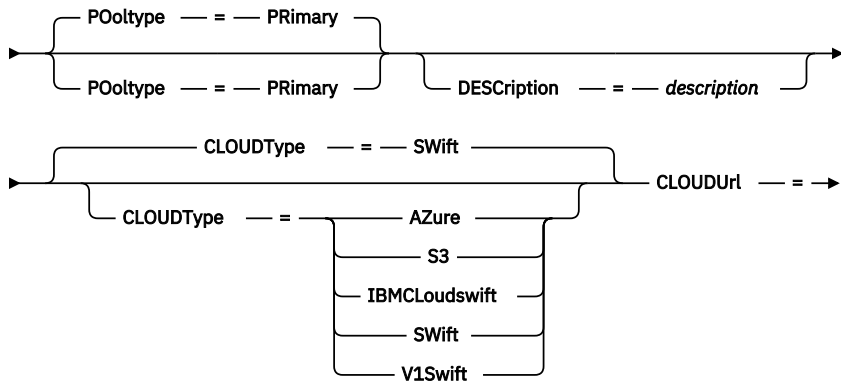 POoltype = PRimary
POoltype = PRimary
DESCription = description
CLOUDType = SWift
CLOUDUrl =
CLOUDType = AZure
S3
IBMCLoudswift
SWift
V1Swift